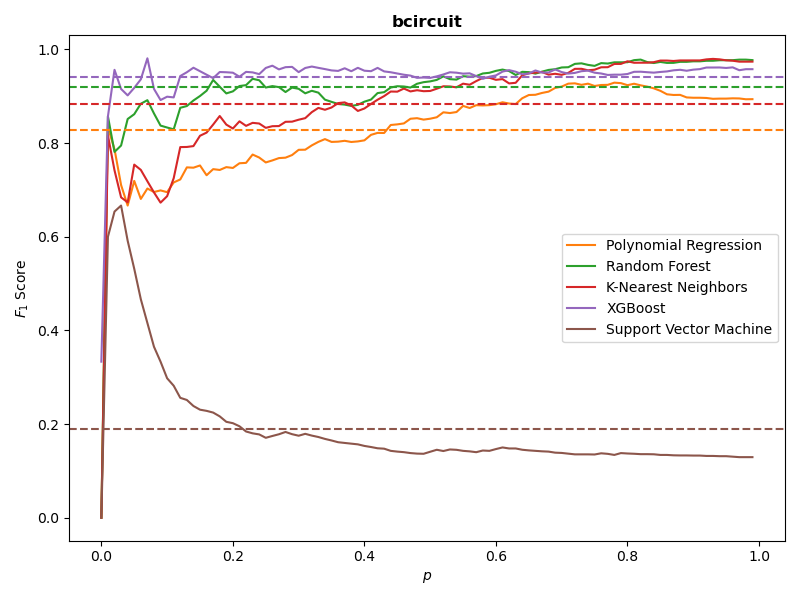 bcircuit
1.0
0.8
0.6
0.4
0.2
0.0
F₁ Score
Polynomial Regression
Random Forest
K-Nearest Neighbors
XGBoost
Support Vector Machine
0.0 0.2 0.4 0.6 0.8 1.0
p